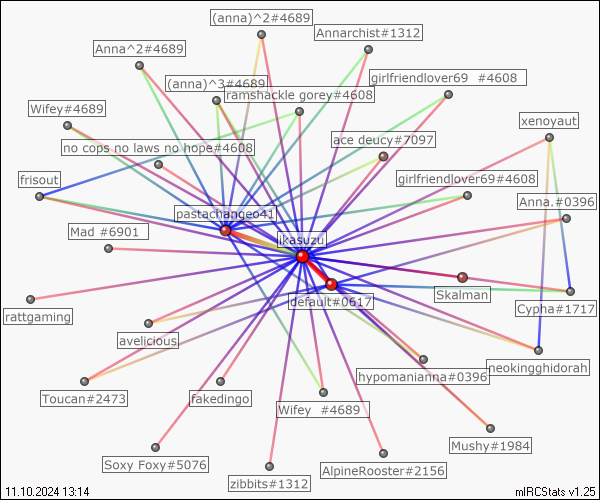 (anna)^2#4689
Annarchist#1312
Anna^2#4689
girlfriendlover69 #4608
(anna)^3#4689
ramshackle gorey#4608
Wifey#4689
xenoyaut
ace deucy#7097
no cops no laws no hope#4608
frisout
girlfriendlover69#4608
Anna.#0396
pastachangeo41
Mad #6901
ikasuzu
Skalman
default#0617
Cypha#1717
rattgaming
avelicious
neokingghidorah
hypomanianna#0396
Toucan#2473
fakedingo
Wifey #4689
Mushy#1984
Soxy Foxy#5076
AlpineRooster#2156
zibbits#1312
11.10.2024 13:14
mIRCStats v1.25